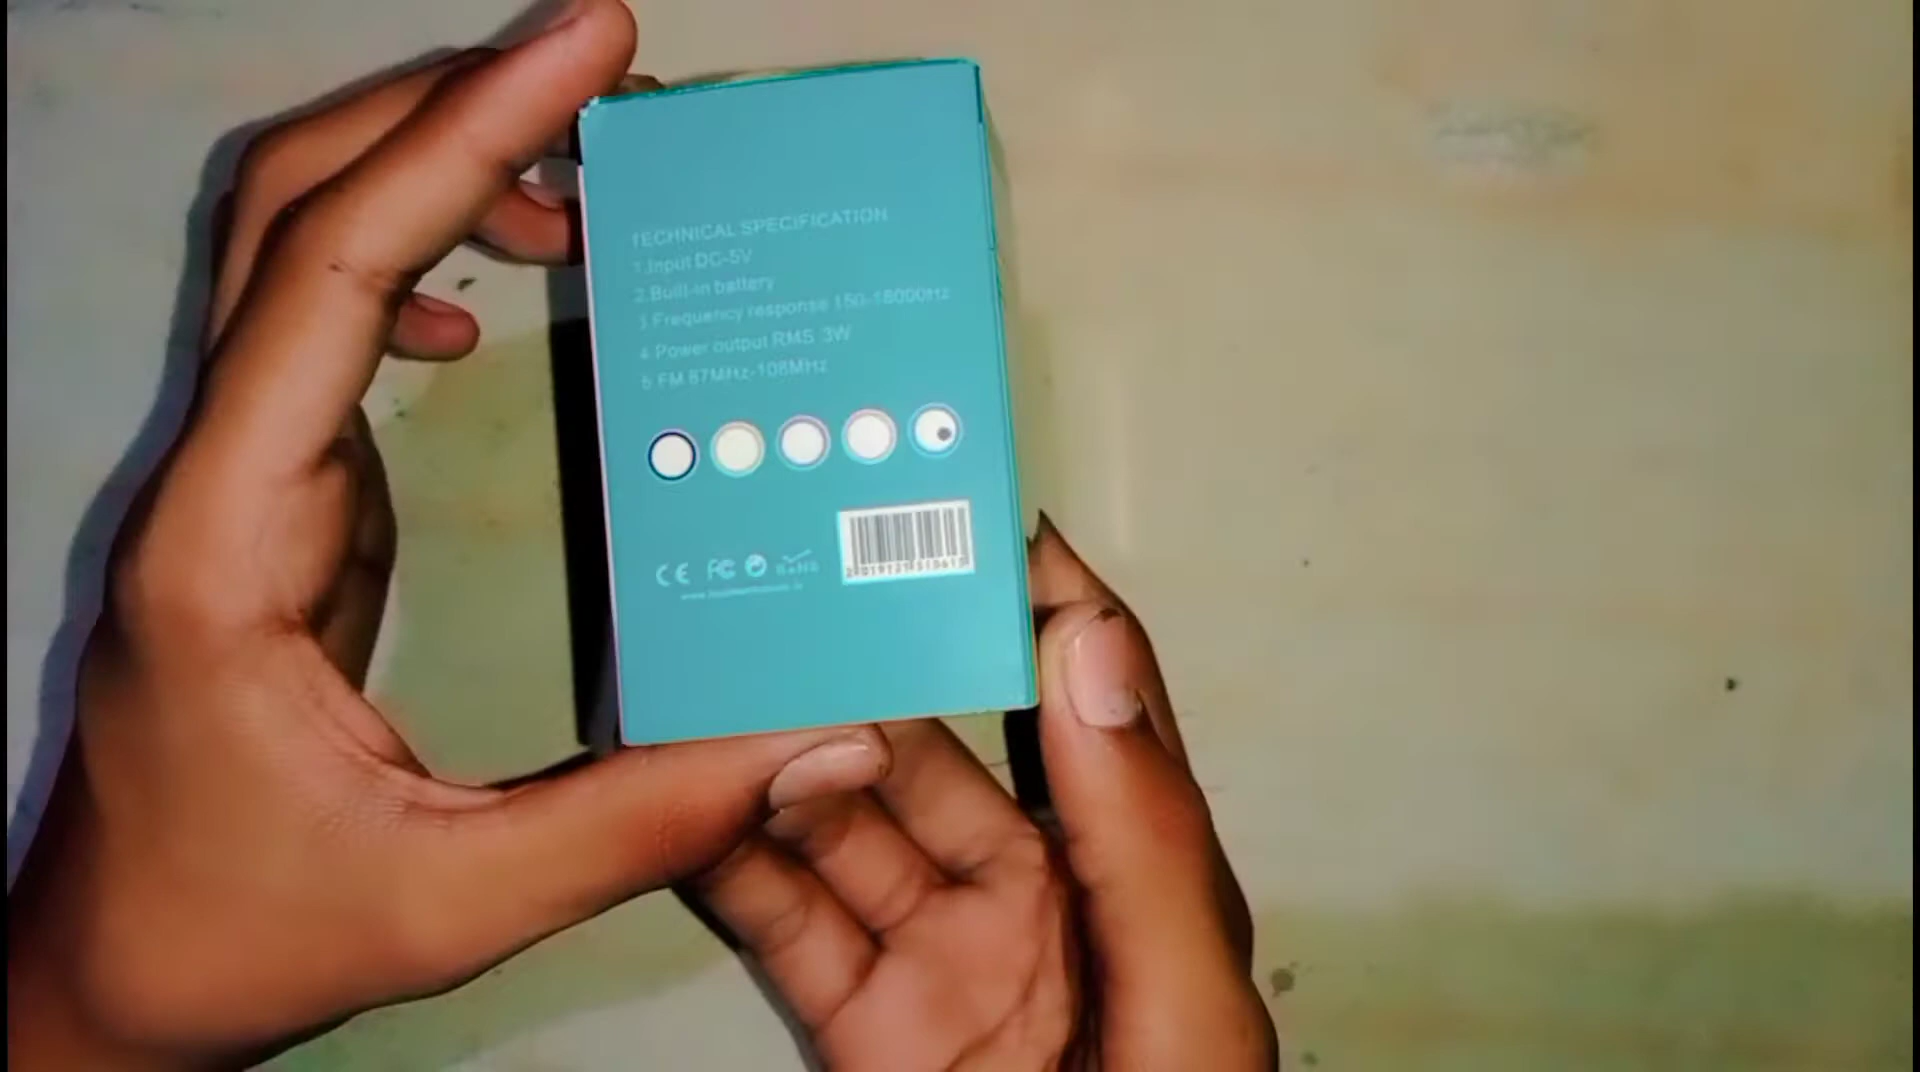 TECHNICAL SPECIFICATION
1.Input DC-5V
2.Built-in battery
3.Frequency response 150-18000Hz
4.Power output RMS 3W
5.FM 87MHz-108MHz
CE FC RoHS